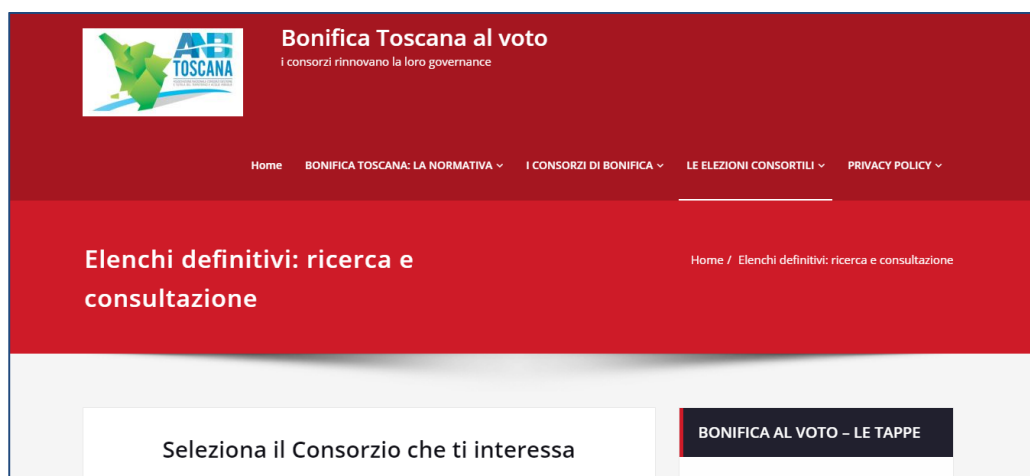 ANBI
TOSCANA
Bonifica Toscana al voto
i consorzi rinnovano la loro governance
Home BONIFICA TOSCANA: LA NORMATIVA I CONSORZI DI BONIFICA LE ELEZIONI CONSORTILI PRIVACY POLICY
Elenchi definitivi: ricerca e
consultazione
Home / Elenchi definitivi: ricerca e consultazione
Seleziona il Consorzio che ti interessa
BONIFICA AL VOTO – LE TAPPE